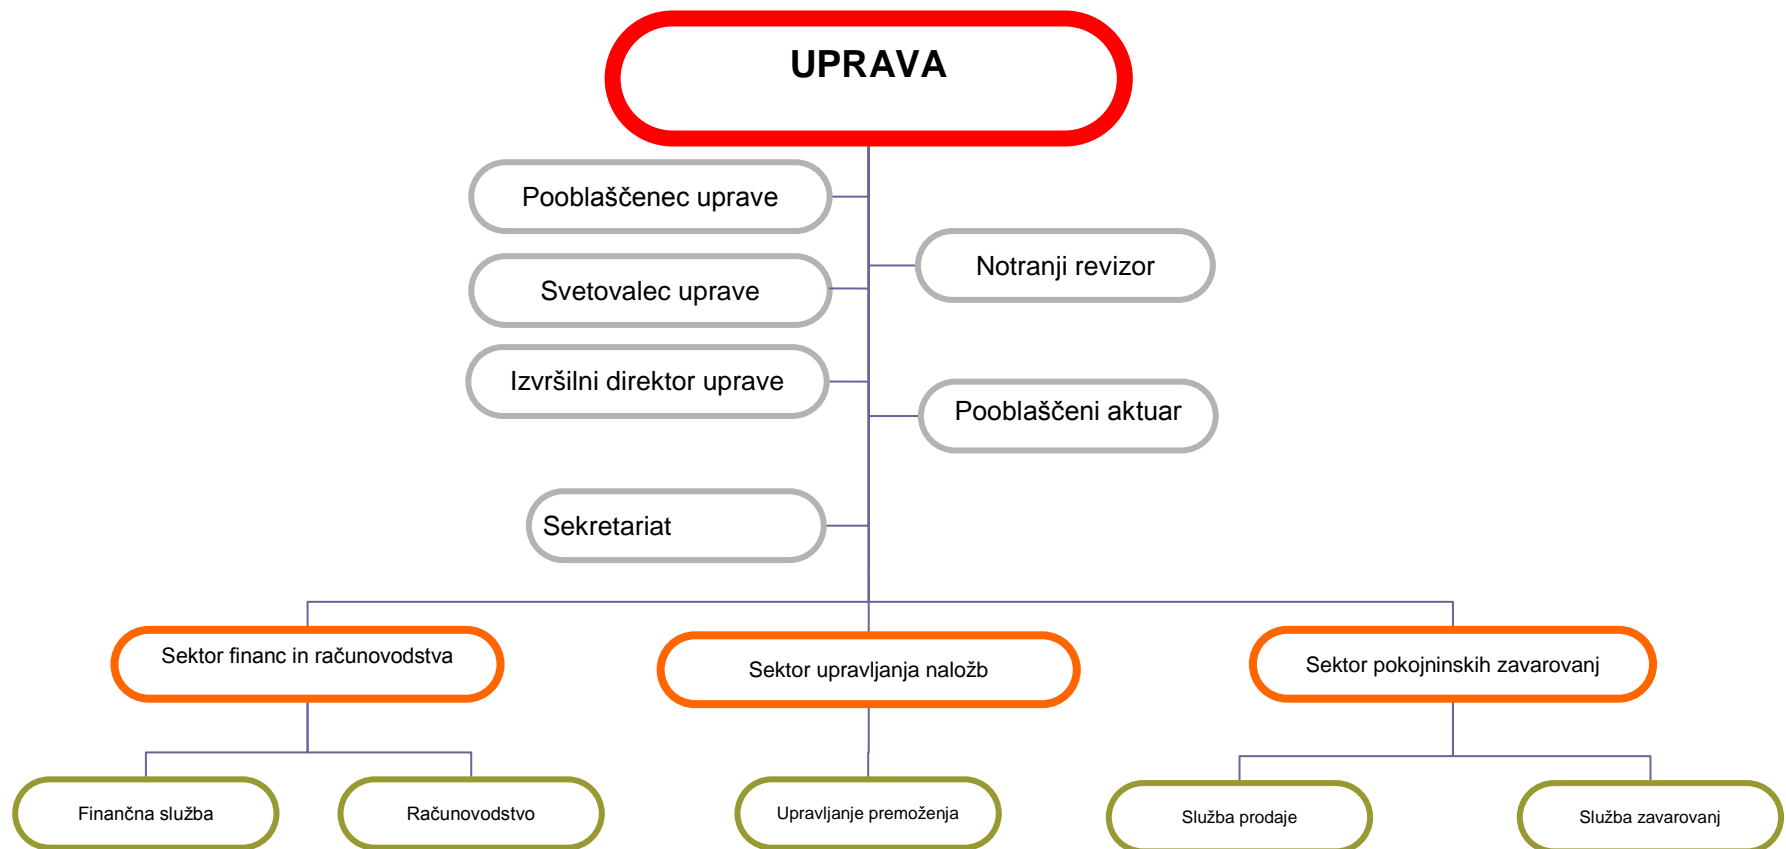 UPRAVA
Pooblaščenec uprave
Notranji revizor
Svetovalec uprave
Izvršilni direktor uprave
Pooblaščeni aktuar
Sekretariat
Sektor financ in računovodstva
Sektor upravljanja naložb
Sektor pokojninskih zavarovanj
Finančna služba
Računovodstvo
Upravljanje premoženja
Služba prodaje
Služba zavarovanj